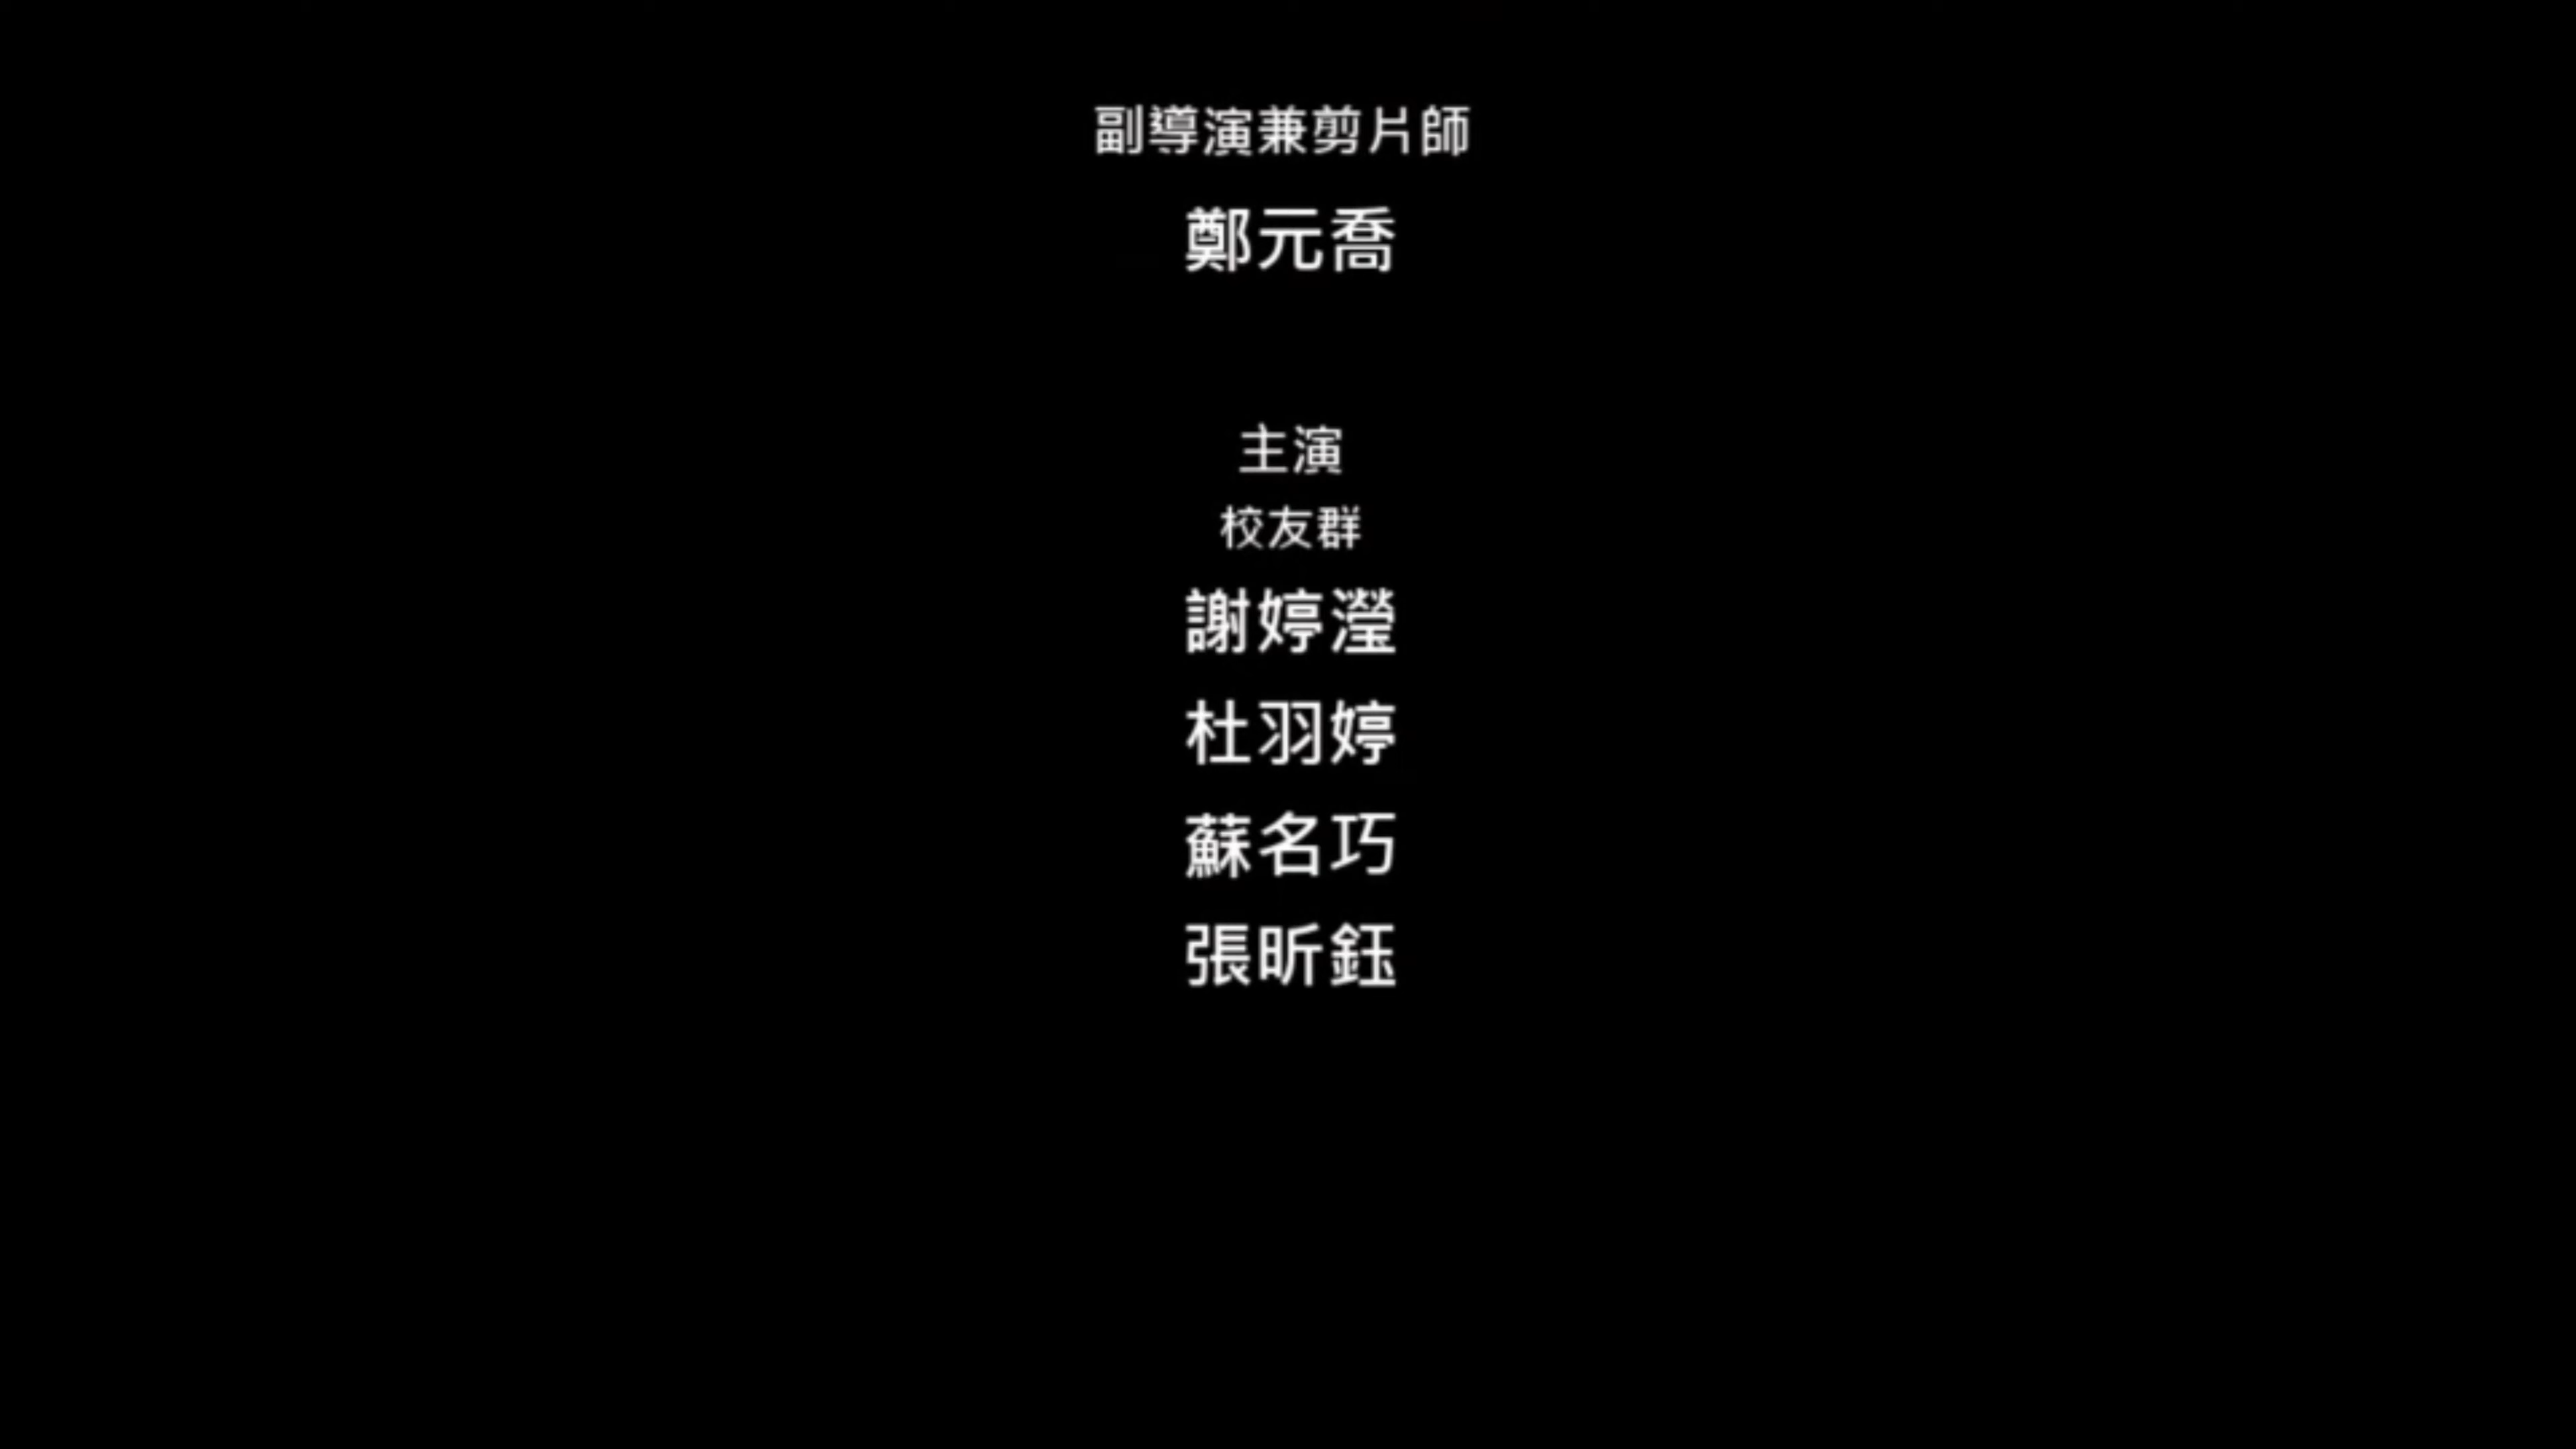 副導演兼剪片師
鄭元喬
主演
校友群
謝婷瀅
杜羽婷
蘇名巧
張昕鈺